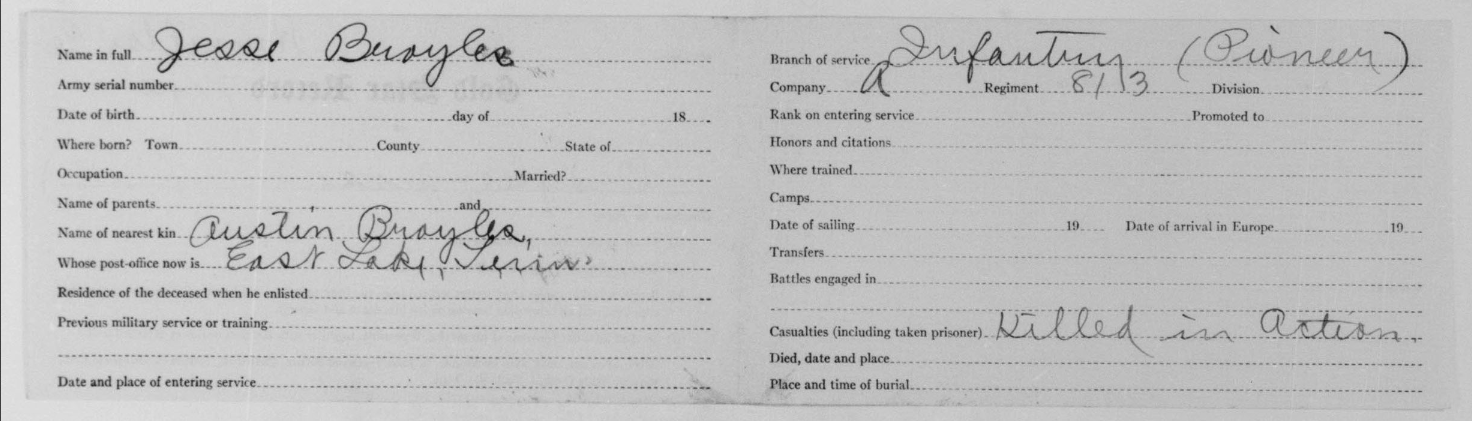 Name in full Jesse Broyles
Army serial number
Date of birth day of 18
Where born? Town County State of
Occupation Married?
Name of parents and
Name of nearest kin Austin Broyles,
Whose post-office now is East Lake, Tenn.
Residence of the deceased when he enlisted
Previous military service or training
Date and place of entering service
Branch of service Infantry (Pioneer)
Company A Regiment 813 Division
Rank on entering service Promoted to
Honors and citations
Where trained
Camps
Date of sailing 19 Date of arrival in Europe 19
Transfers
Battles engaged in
Casualties (including taken prisoner) Killed in Action.
Died, date and place
Place and time of burial